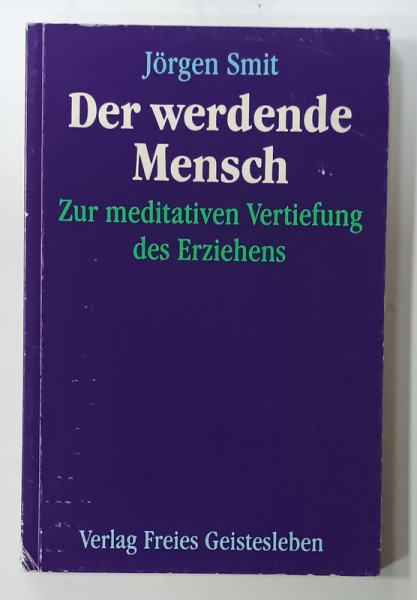 Jörgen Smit
Der werdende
Mensch
Zur meditativen Vertiefung
des Erziehens
Verlag Freies Geistesleben